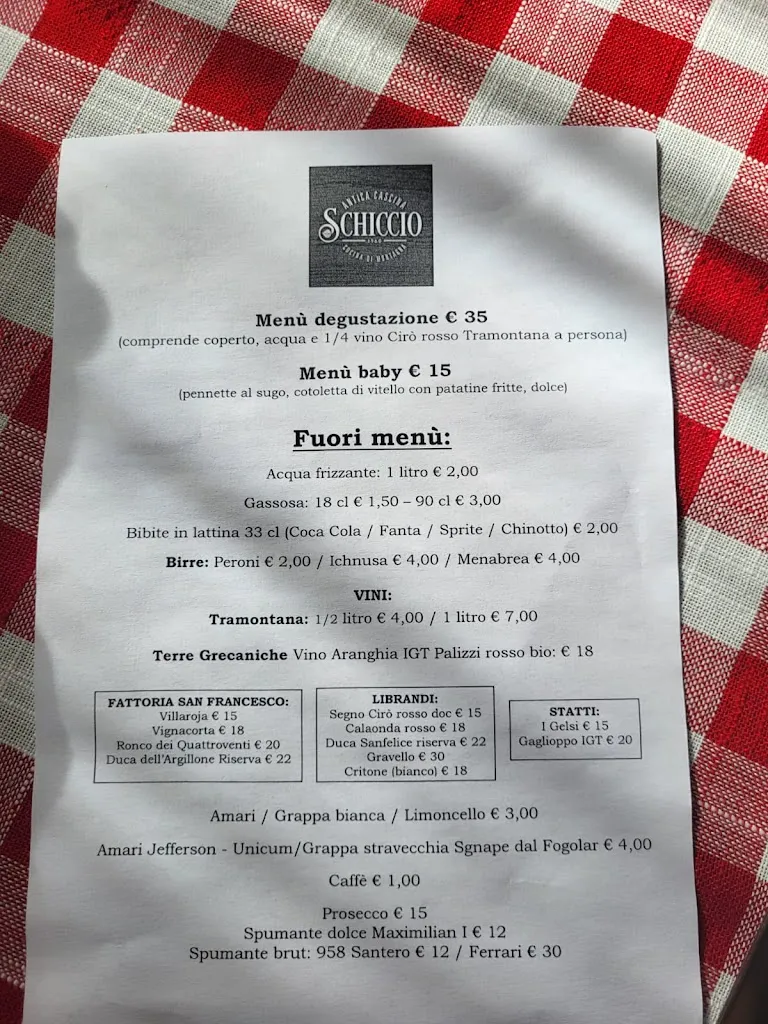 ANTICA CASCINA
SCHICCIO
1960
CUCINA DI MONTAGNA
Menù degustazione € 35
(comprende coperto, acqua e 1/4 vino Cirò rosso Tramontana a persona)
Menù baby € 15
(pennette al sugo, cotoletta di vitello con patatine fritte, dolce)
Fuori menù:
Acqua frizzante: 1 litro € 2,00
Gassosa: 18 cl € 1,50 – 90 cl € 3,00
Bibite in lattina 33 cl (Coca Cola / Fanta / Sprite / Chinotto) € 2,00
Birre: Peroni € 2,00 / Ichnusa € 4,00 / Menabrea € 4,00
VINI:
Tramontana: 1/2 litro € 4,00 / 1 litro € 7,00
Terre Grecaniche Vino Aranghia IGT Palizzi rosso bio: € 18
FATTORIA SAN FRANCESCO:
Villaroja € 15
Vignacorta € 18
Ronco dei Quattroventi € 20
Duca dell'Argillone Riserva € 22
LIBRANDI:
Segno Cirò rosso doc € 15
Calaonda rosso € 18
Duca Sanfelice riserva € 22
Gravello € 30
Critone (bianco) € 18
STATTI:
I Gelsi € 15
Gaglioppo IGT € 20
Amari / Grappa bianca / Limoncello € 3,00
Amari Jefferson - Unicum/Grappa stravecchia Sgnape dal Fogolar € 4,00
Caffè € 1,00
Prosecco € 15
Spumante dolce Maximilian I € 12
Spumante brut: 958 Santero € 12 / Ferrari € 30